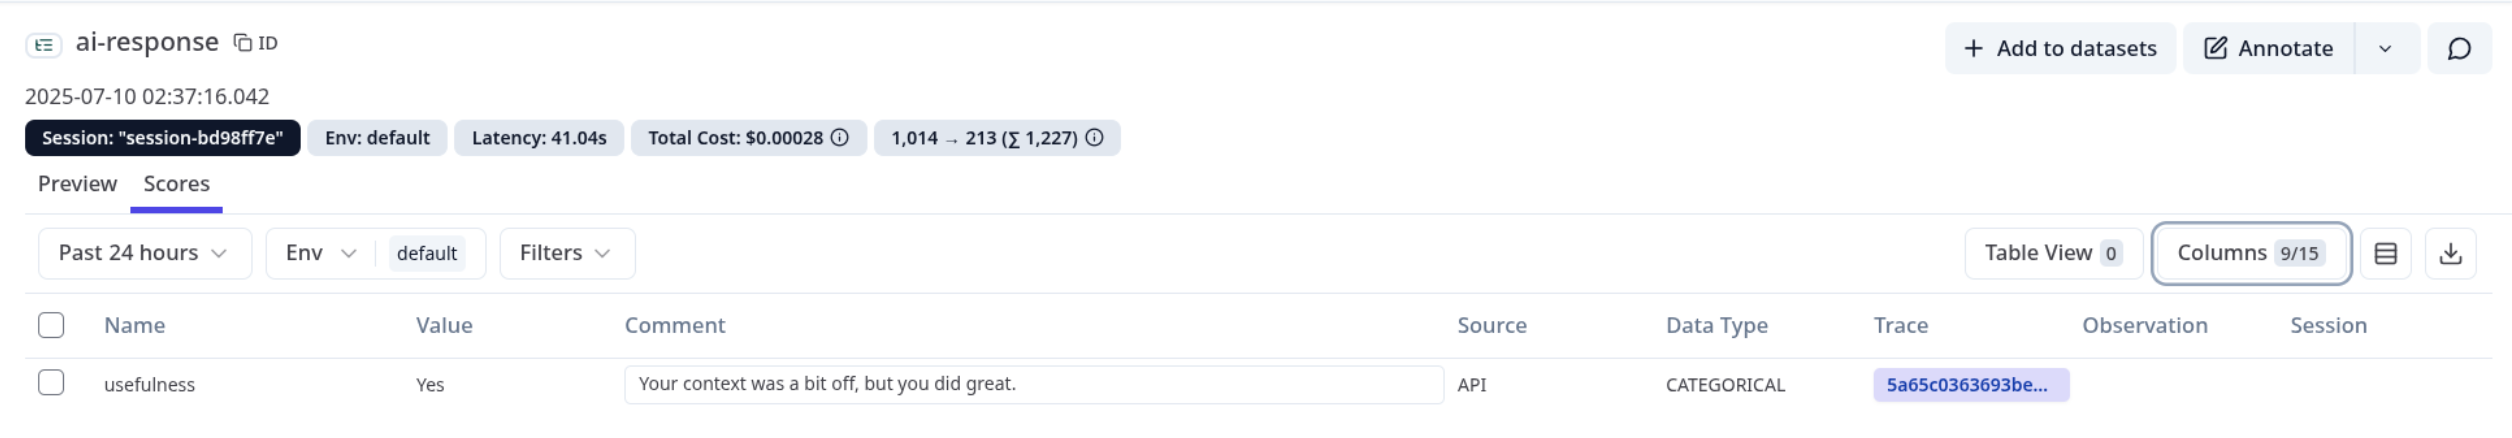 ai-response ID
+ Add to datasets Annotate
2025-07-10 02:37:16.042
Session: "session-bd98ff7e" Env: default Latency: 41.04s Total Cost: $0.00028 1,014 → 213 (∑ 1,227)
Preview Scores
Past 24 hours Env default Filters Table View 0 Columns 9/15
Name Value Comment Source Data Type Trace Observation Session
usefulness Yes Your context was a bit off, but you did great. API CATEGORICAL 5a65c0363693be...